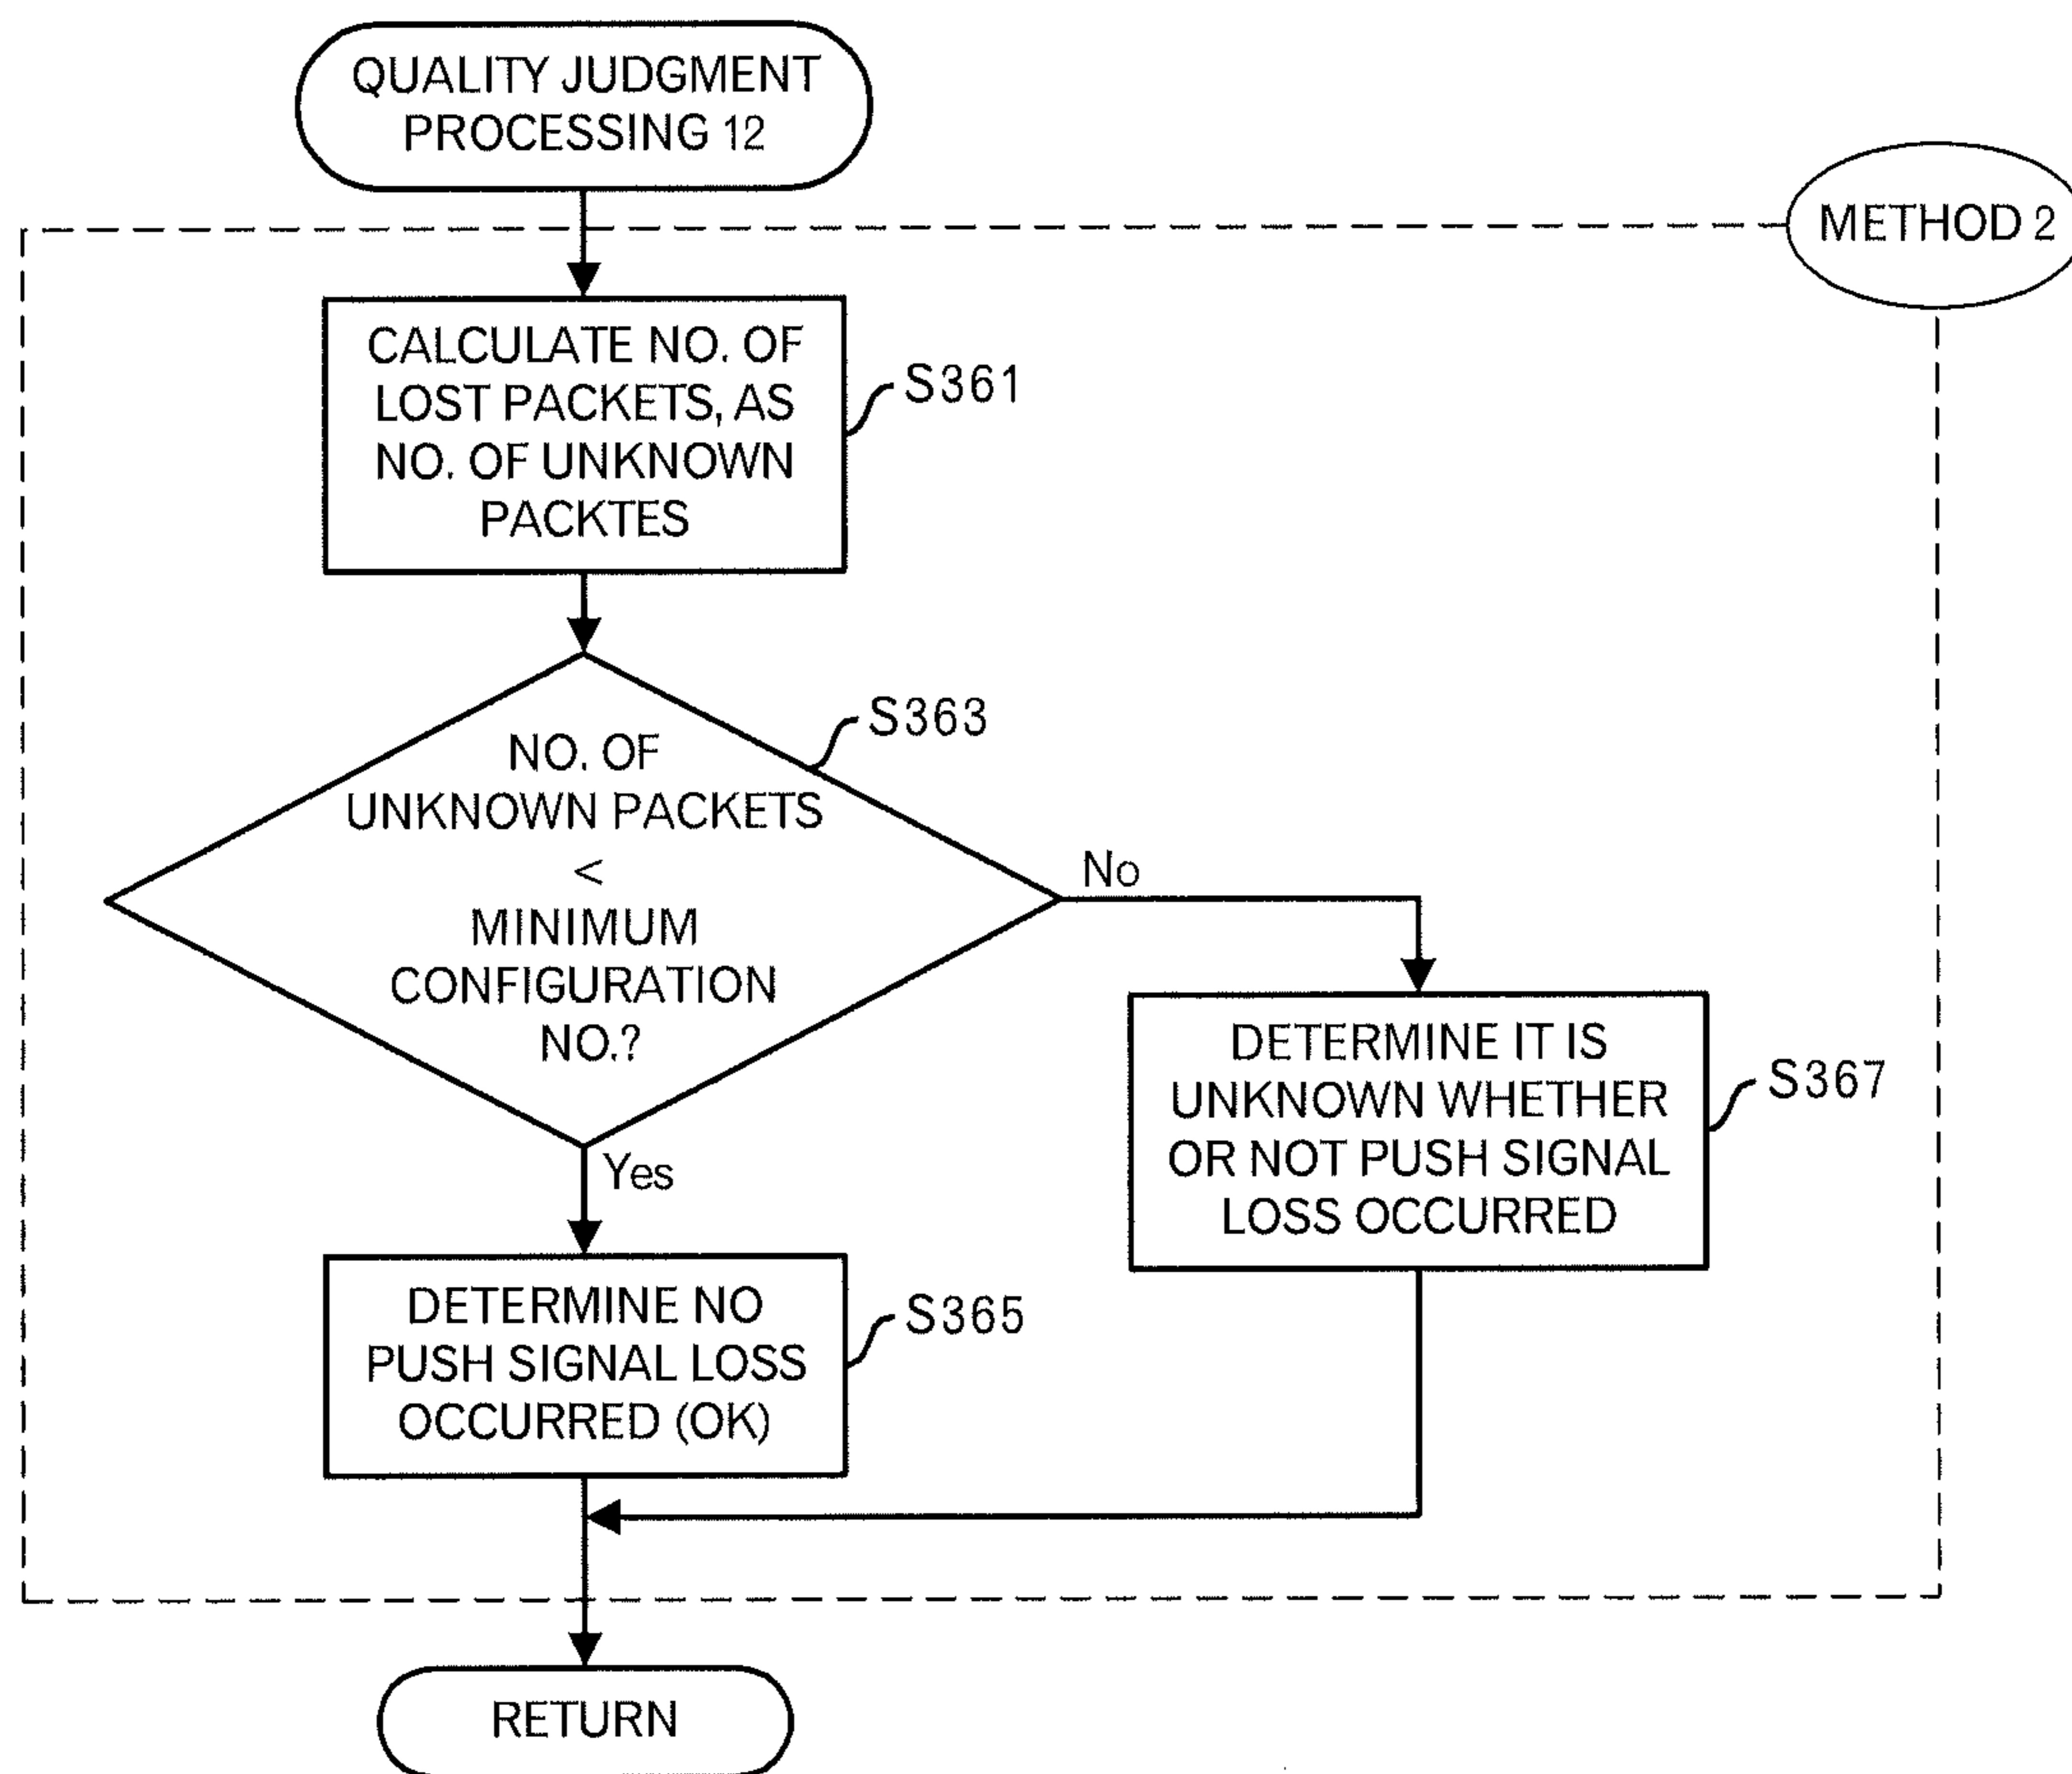 QUALITY JUDGMENT
PROCESSING 12
METHOD 2
CALCULATE NO. OF
LOST PACKETS, AS
NO. OF UNKNOWN
PACKTES
S361
S363
NO. OF
UNKNOWN PACKETS
<
MINIMUM
CONFIGURATION
NO.?
No
Yes
DETERMINE IT IS
UNKNOWN WHETHER
OR NOT PUSH SIGNAL
LOSS OCCURRED
S367
DETERMINE NO
PUSH SIGNAL LOSS
OCCURRED (OK)
S365
RETURN